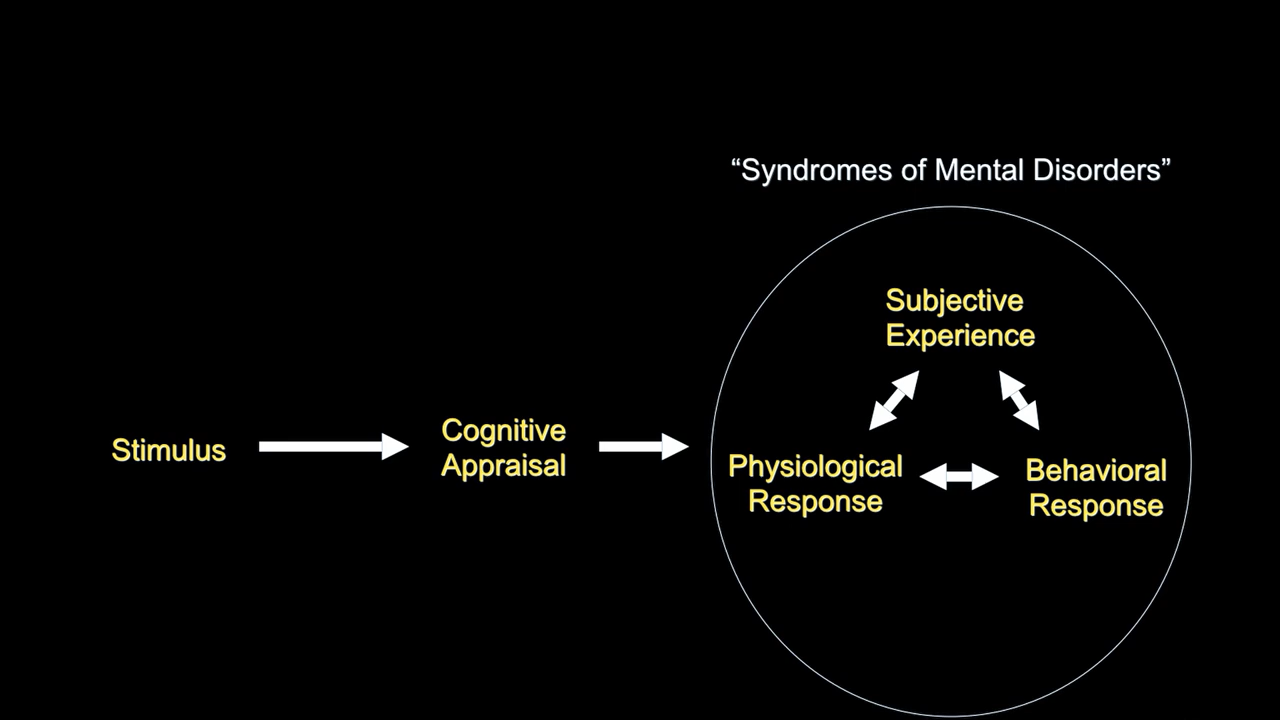 “Syndromes of Mental Disorders”
Subjective
Experience
Stimulus
Cognitive
Appraisal
Physiological
Response
Behavioral
Response